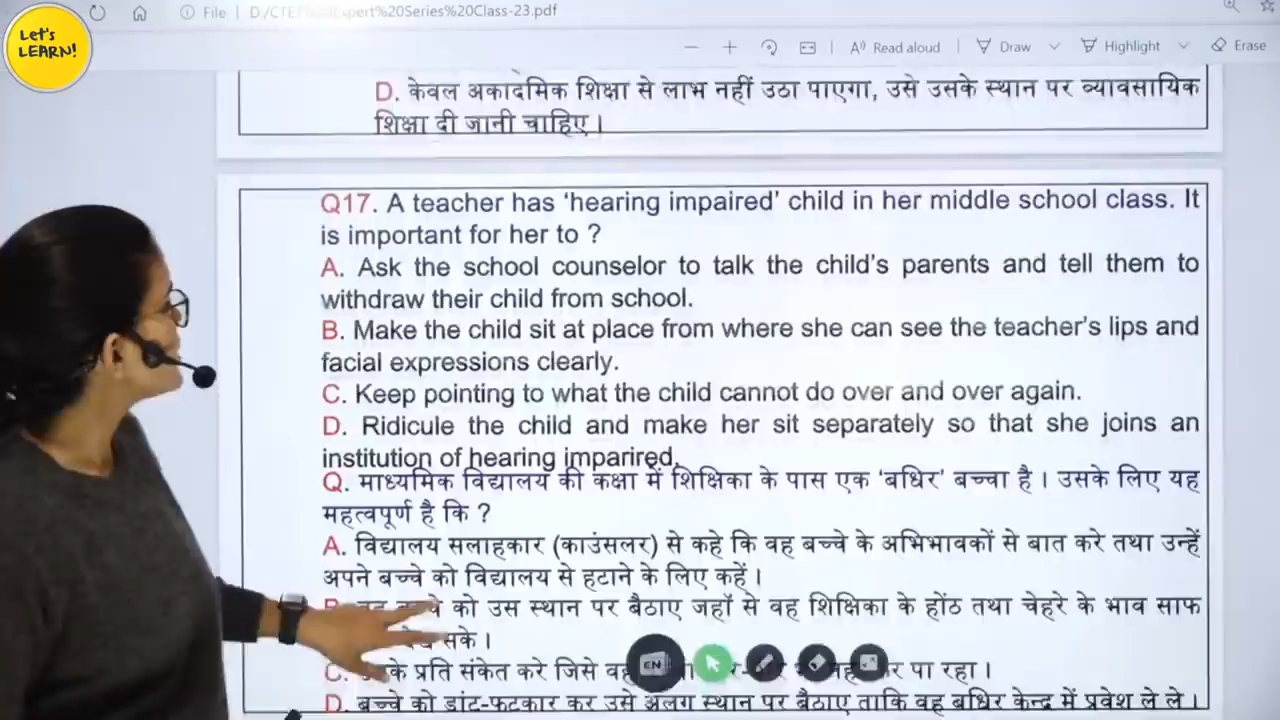 Let's
LEARN!
File | D:/CTE
pert%20Series%20Class-23.pdf
Read aloud
Draw
Highlight
Erase
D. केवल अकादमिक शिक्षा से लाभ नहीं उठा पाएगा, उसे उसके स्थान पर व्यावसायिक
शिक्षा दी जानी चाहिए।
Q17. A teacher has ‘hearing impaired’ child in her middle school class. It
is important for her to ?
A. Ask the school counselor to talk the child’s parents and tell them to
withdraw their child from school.
B. Make the child sit at place from where she can see the teacher’s lips and
facial expressions clearly.
C. Keep pointing to what the child cannot do over and over again.
D. Ridicule the child and make her sit separately so that she joins an
institution of hearing imparired.
Q. माध्यमिक विद्यालय की कक्षा में शिक्षिका के पास एक ‘बधिर’ बच्चा है। उसके लिए यह
महत्वपूर्ण है कि ?
A. विद्यालय सलाहकार (काउंसलर) से कहे कि वह बच्चे के अभिभावकों से बात करे तथा उन्हें
अपने बच्चे को विद्यालय से हटाने के लिए कहें।
को उस स्थान पर बैठाए जहाँ से वह शिक्षिका के होंठ तथा चेहरे के भाव साफ
सके।
C. के प्रति संकेत करे जिसे वह पा रहा।
D. बच्चे को डांट-फटकार कर उसे अलग स्थान पर बैठाए ताकि वह बधिर केन्द्र में प्रवेश ले ले।
EN